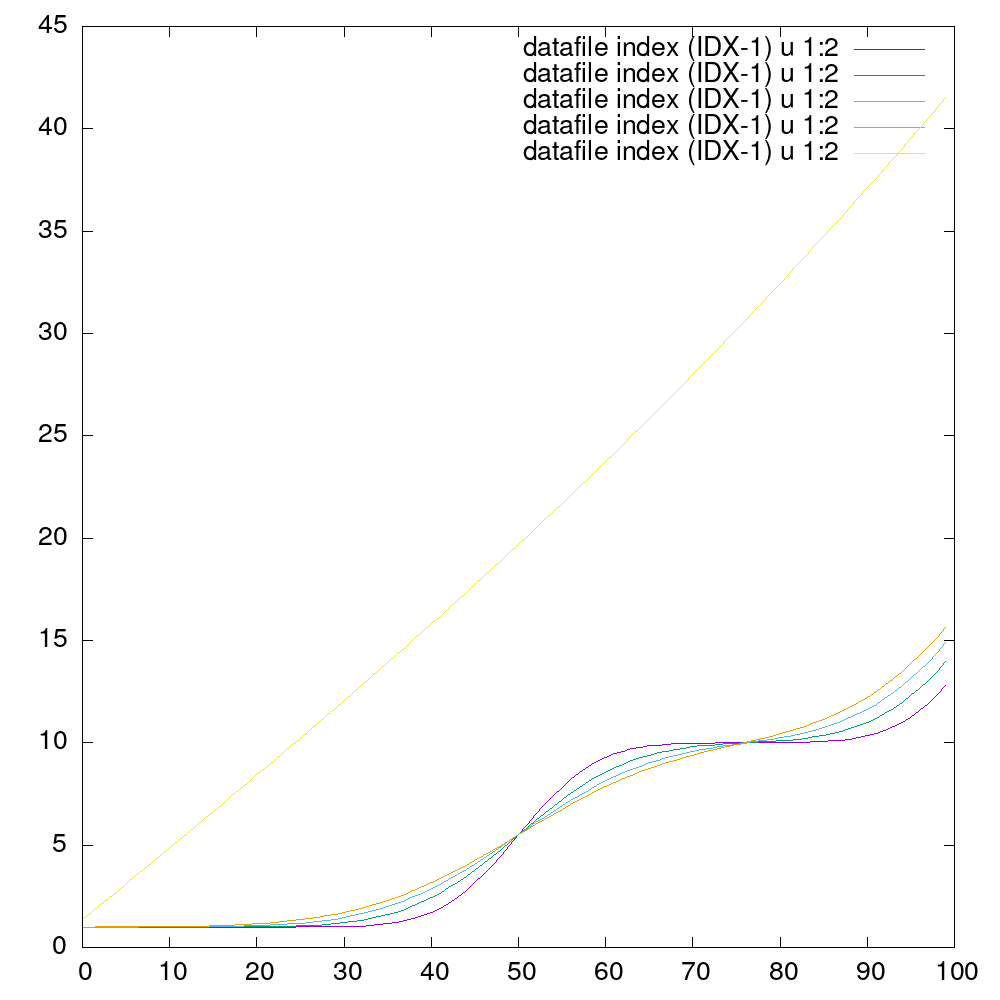 45
datafile index (IDX-1) u 1:2
datafile index (IDX-1) u 1:2
datafile index (IDX-1) u 1:2
datafile index (IDX-1) u 1:2
datafile index (IDX-1) u 1:2
40
35
30
25
20
15
10
5
0
0 10 20 30 40 50 60 70 80 90 100